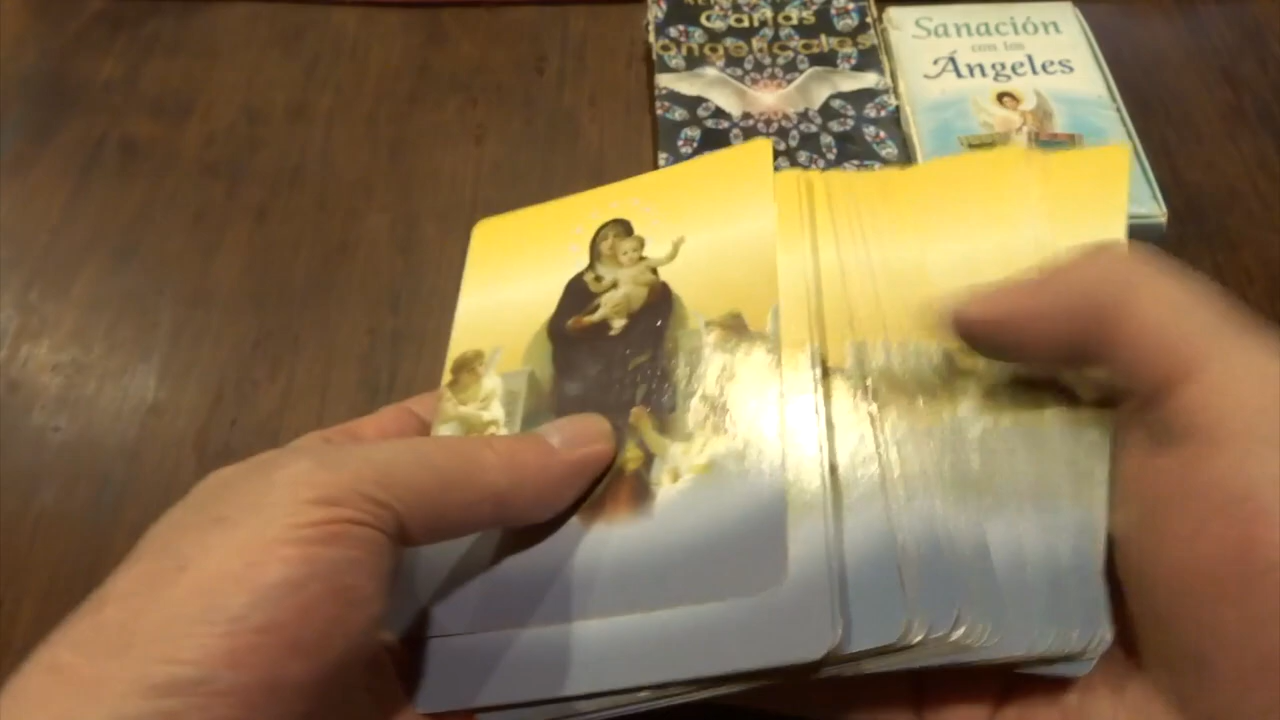 Cartas
angelicales
Sanación
con los
Ángeles